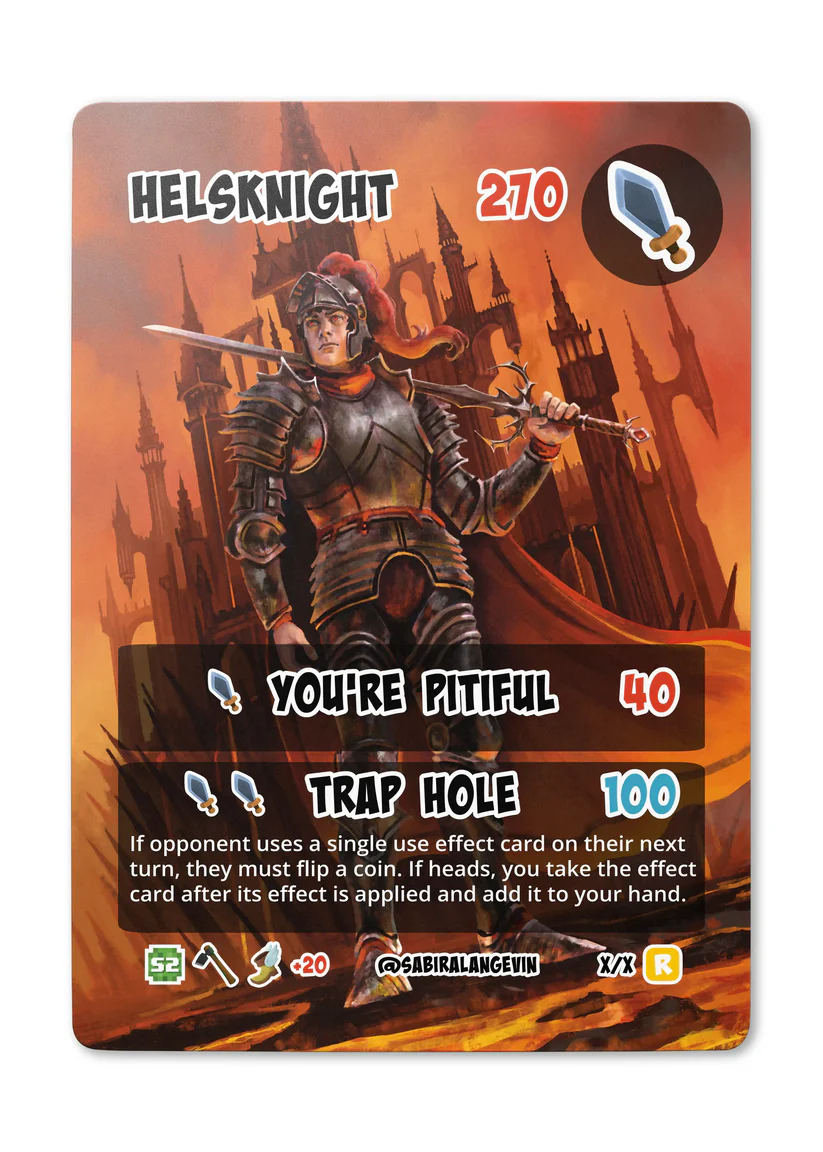 HELSKNIGHT 270
YOU'RE PITIFUL 40
TRAP HOLE 100
If opponent uses a single use effect card on their next
turn, they must flip a coin. If heads, you take the effect
card after its effect is applied and add it to your hand.
S2 +20 @SABIRALANGEVIN X/X R